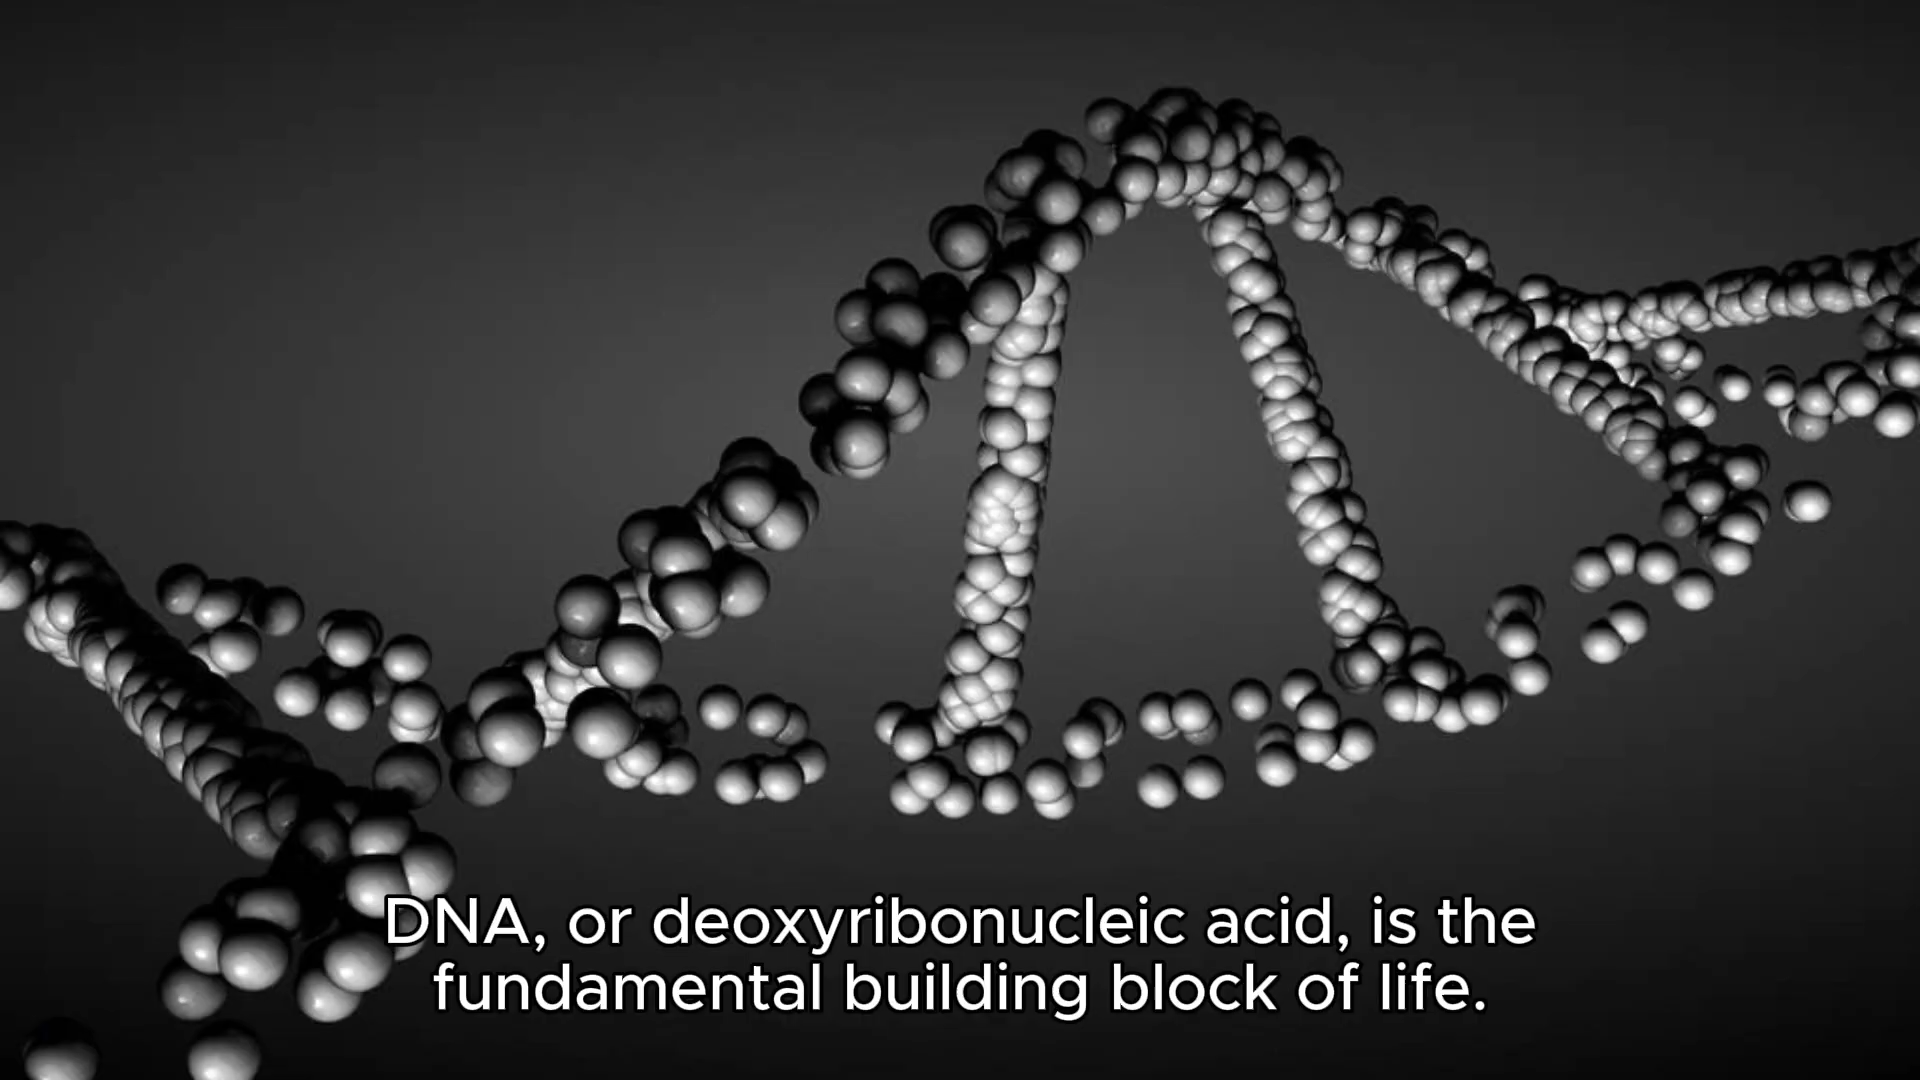 DNA, or deoxyribonucleic acid, is the
fundamental building block of life.